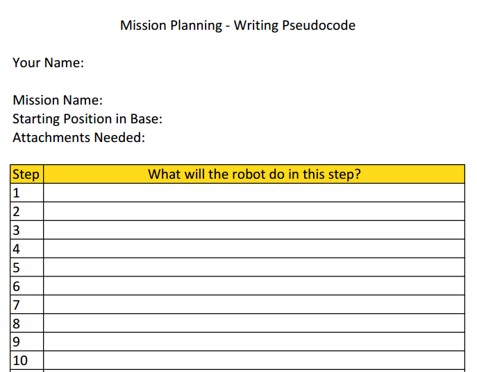 Mission Planning - Writing Pseudocode
Your Name:
Mission Name:
Starting Position in Base:
Attachments Needed:
Step What will the robot do in this step?
1
2
3
4
5
6
7
8
9
10